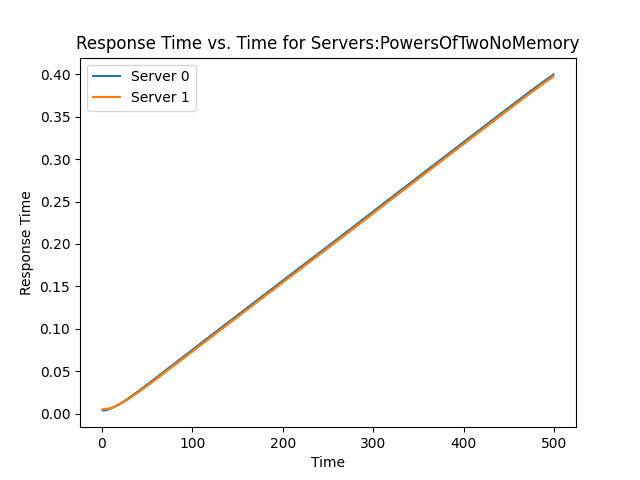 Response Time vs. Time for Servers:PowersOfTwoNoMemory
Server 0
Server 1
Response Time
0.40
0.35
0.30
0.25
0.20
0.15
0.10
0.05
0.00
0 100 200 300 400 500
Time